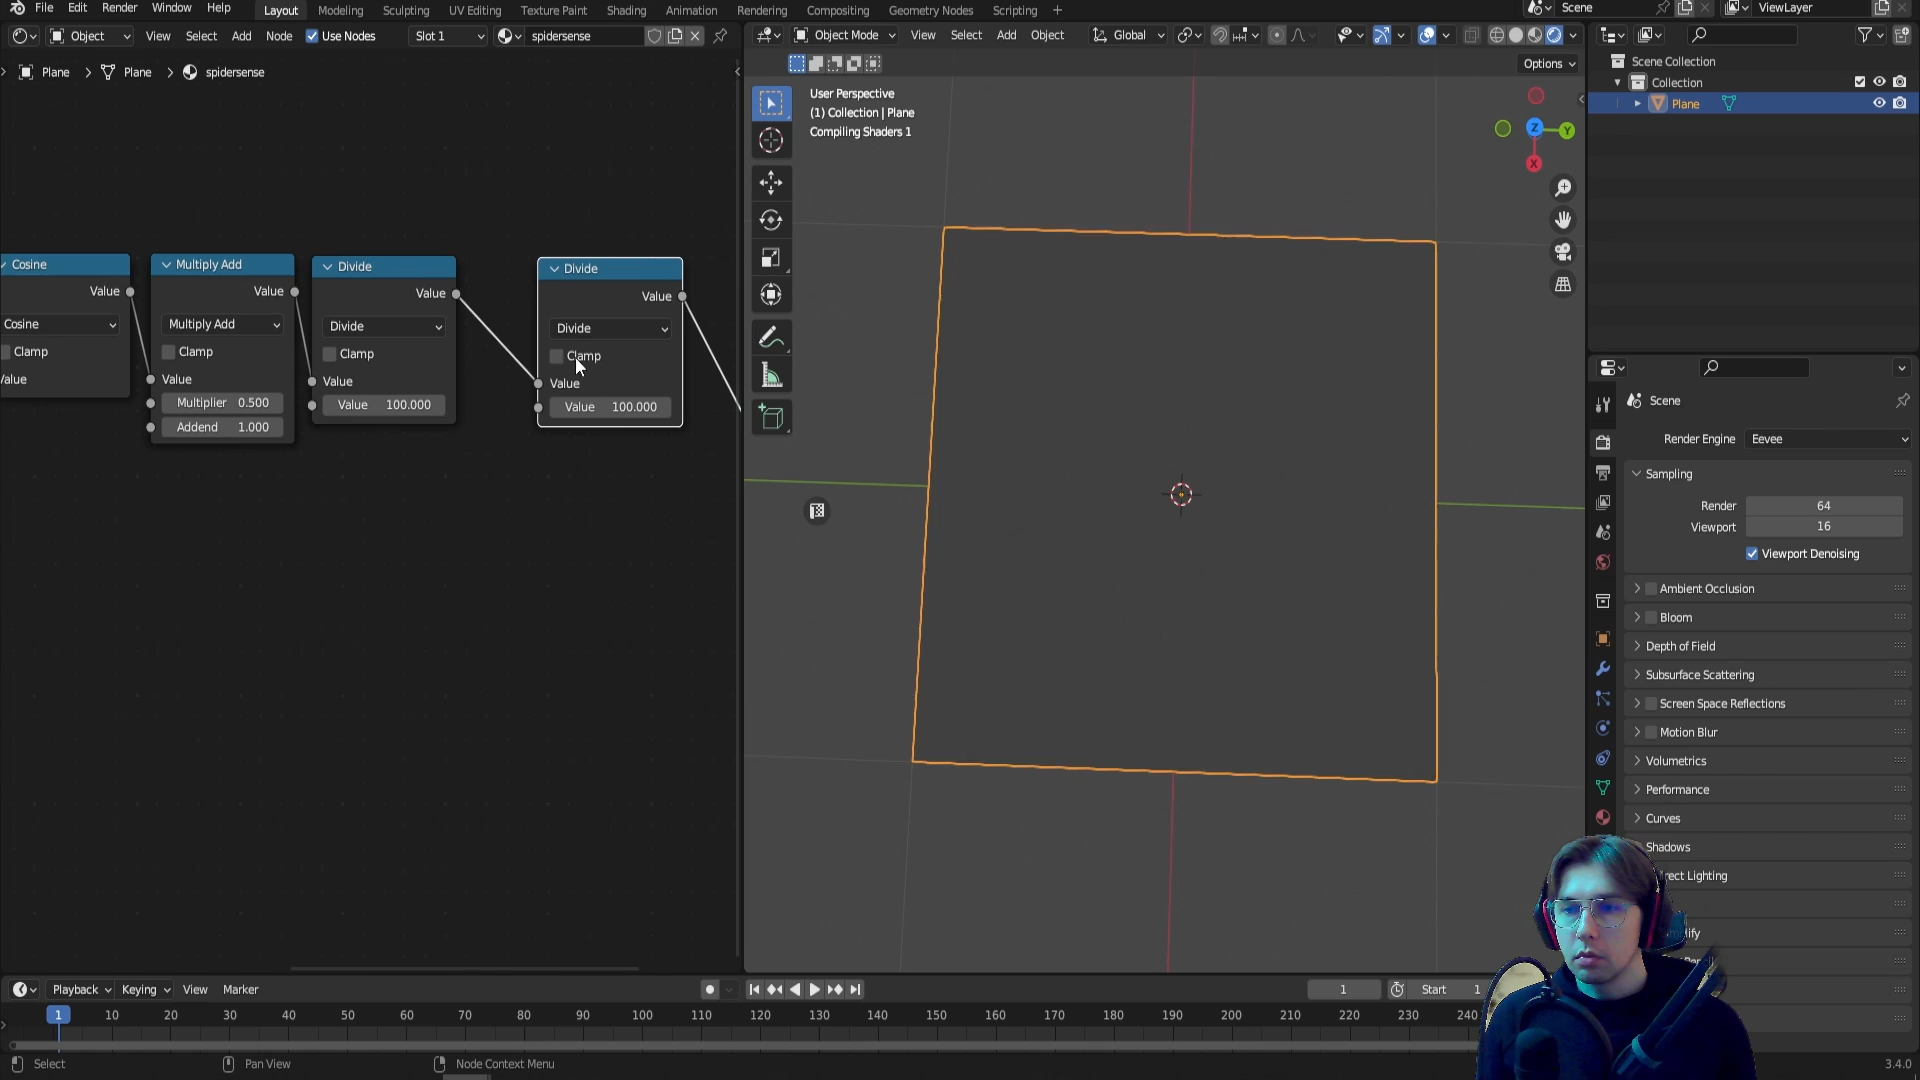 File Edit Render Window Help Layout Modeling Sculpting UV Editing Texture Paint Shading Animation Rendering Compositing Geometry Nodes Scripting + Scene ViewLayer
Object View Select Add Node Use Nodes Slot 1 spidersense Object Mode View Select Add Object Global
Plane Plane spidersense Options
User Perspective
(1) Collection | Plane
Compiling Shaders 1
Z Y
X
Scene Collection
Collection
Plane
Cosine
Value
Cosine
Clamp
Value
Multiply Add
Value
Multiply Add
Clamp
Value
Multiplier 0.500
Addend 1.000
Divide
Value
Divide
Clamp
Value
Value 100.000
Divide
Value
Divide
Clamp
Value
Value 100.000
Scene
Render Engine Eevee
Sampling
Render 64
Viewport 16
Viewport Denoising
Ambient Occlusion
Bloom
Depth of Field
Subsurface Scattering
Screen Space Reflections
Motion Blur
Volumetrics
Performance
Curves
Shadows
rect Lighting
Playback Keying View Marker 1 Start 1
1 10 20 30 40 50 60 70 80 90 100 110 120 130 140 150 160 170 180 190 200 210 220 230 240
Select Pan View Node Context Menu 3.4.0